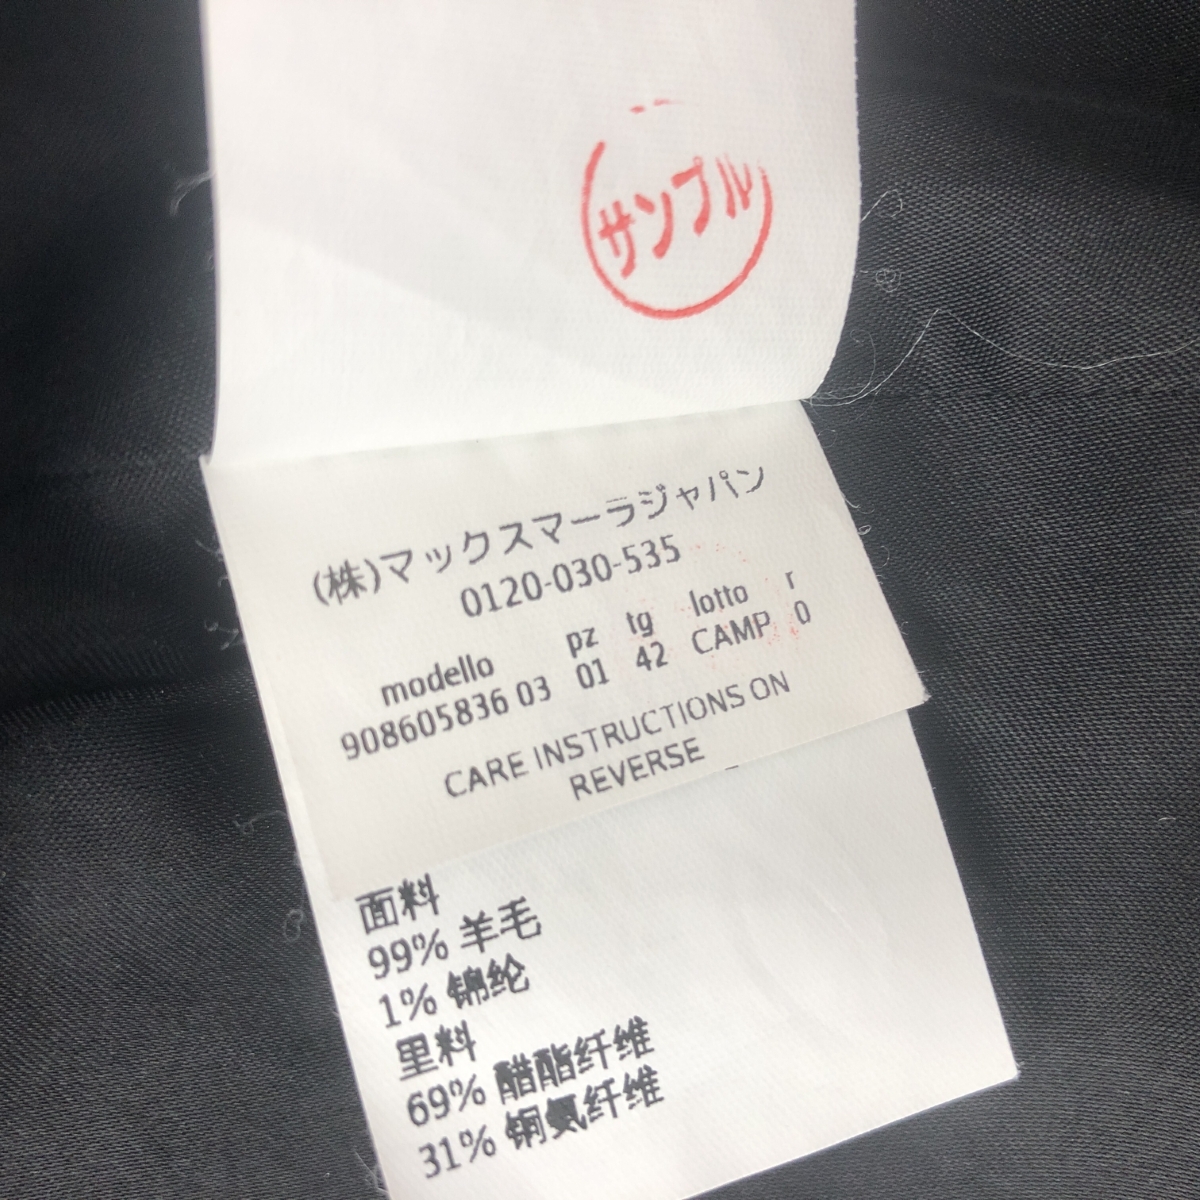 サンプル
(株)マックスマーラジャパン
0120-030-535
modello pz tg lotto r
908605836 03 01 42 CAMP 0
CARE INSTRUCTIONS ON
REVERSE
面料
99% 羊毛
1% 锦纶
里料
69% 醋酯纤维
31% 铜氨纤维